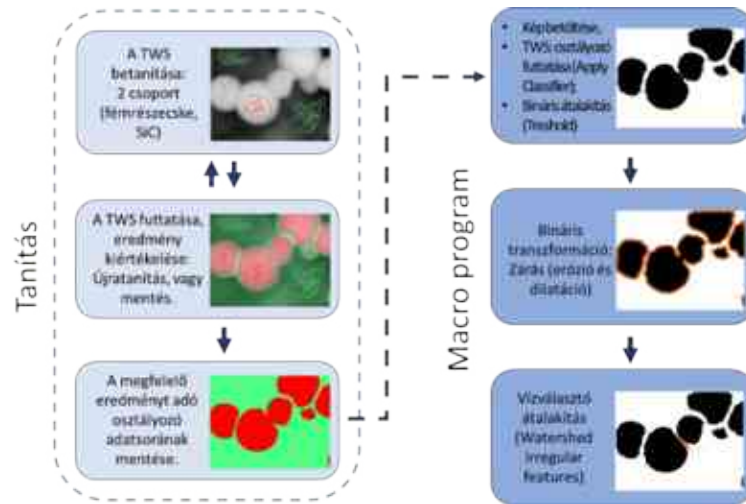 Tanítás
A TWS
betanítása:
2 csoport
(fémrészecske,
SiC)
A TWS futtatása,
eredmény
kiértékelése:
Újratanítás, vagy
mentés.
A megfelelő
eredményt adó
osztályozó
adatsorának
mentése.
Macro program
• Kép betöltése,
• TWS osztályozó
futtatása (Apply
Classifier);
• Bináris átalakítás
(Treshold)
Bináris
transzformáció:
Zárás (erózió és
dilatáció)
Vízválasztó
átalakítás
(Watershed
irregular
features)